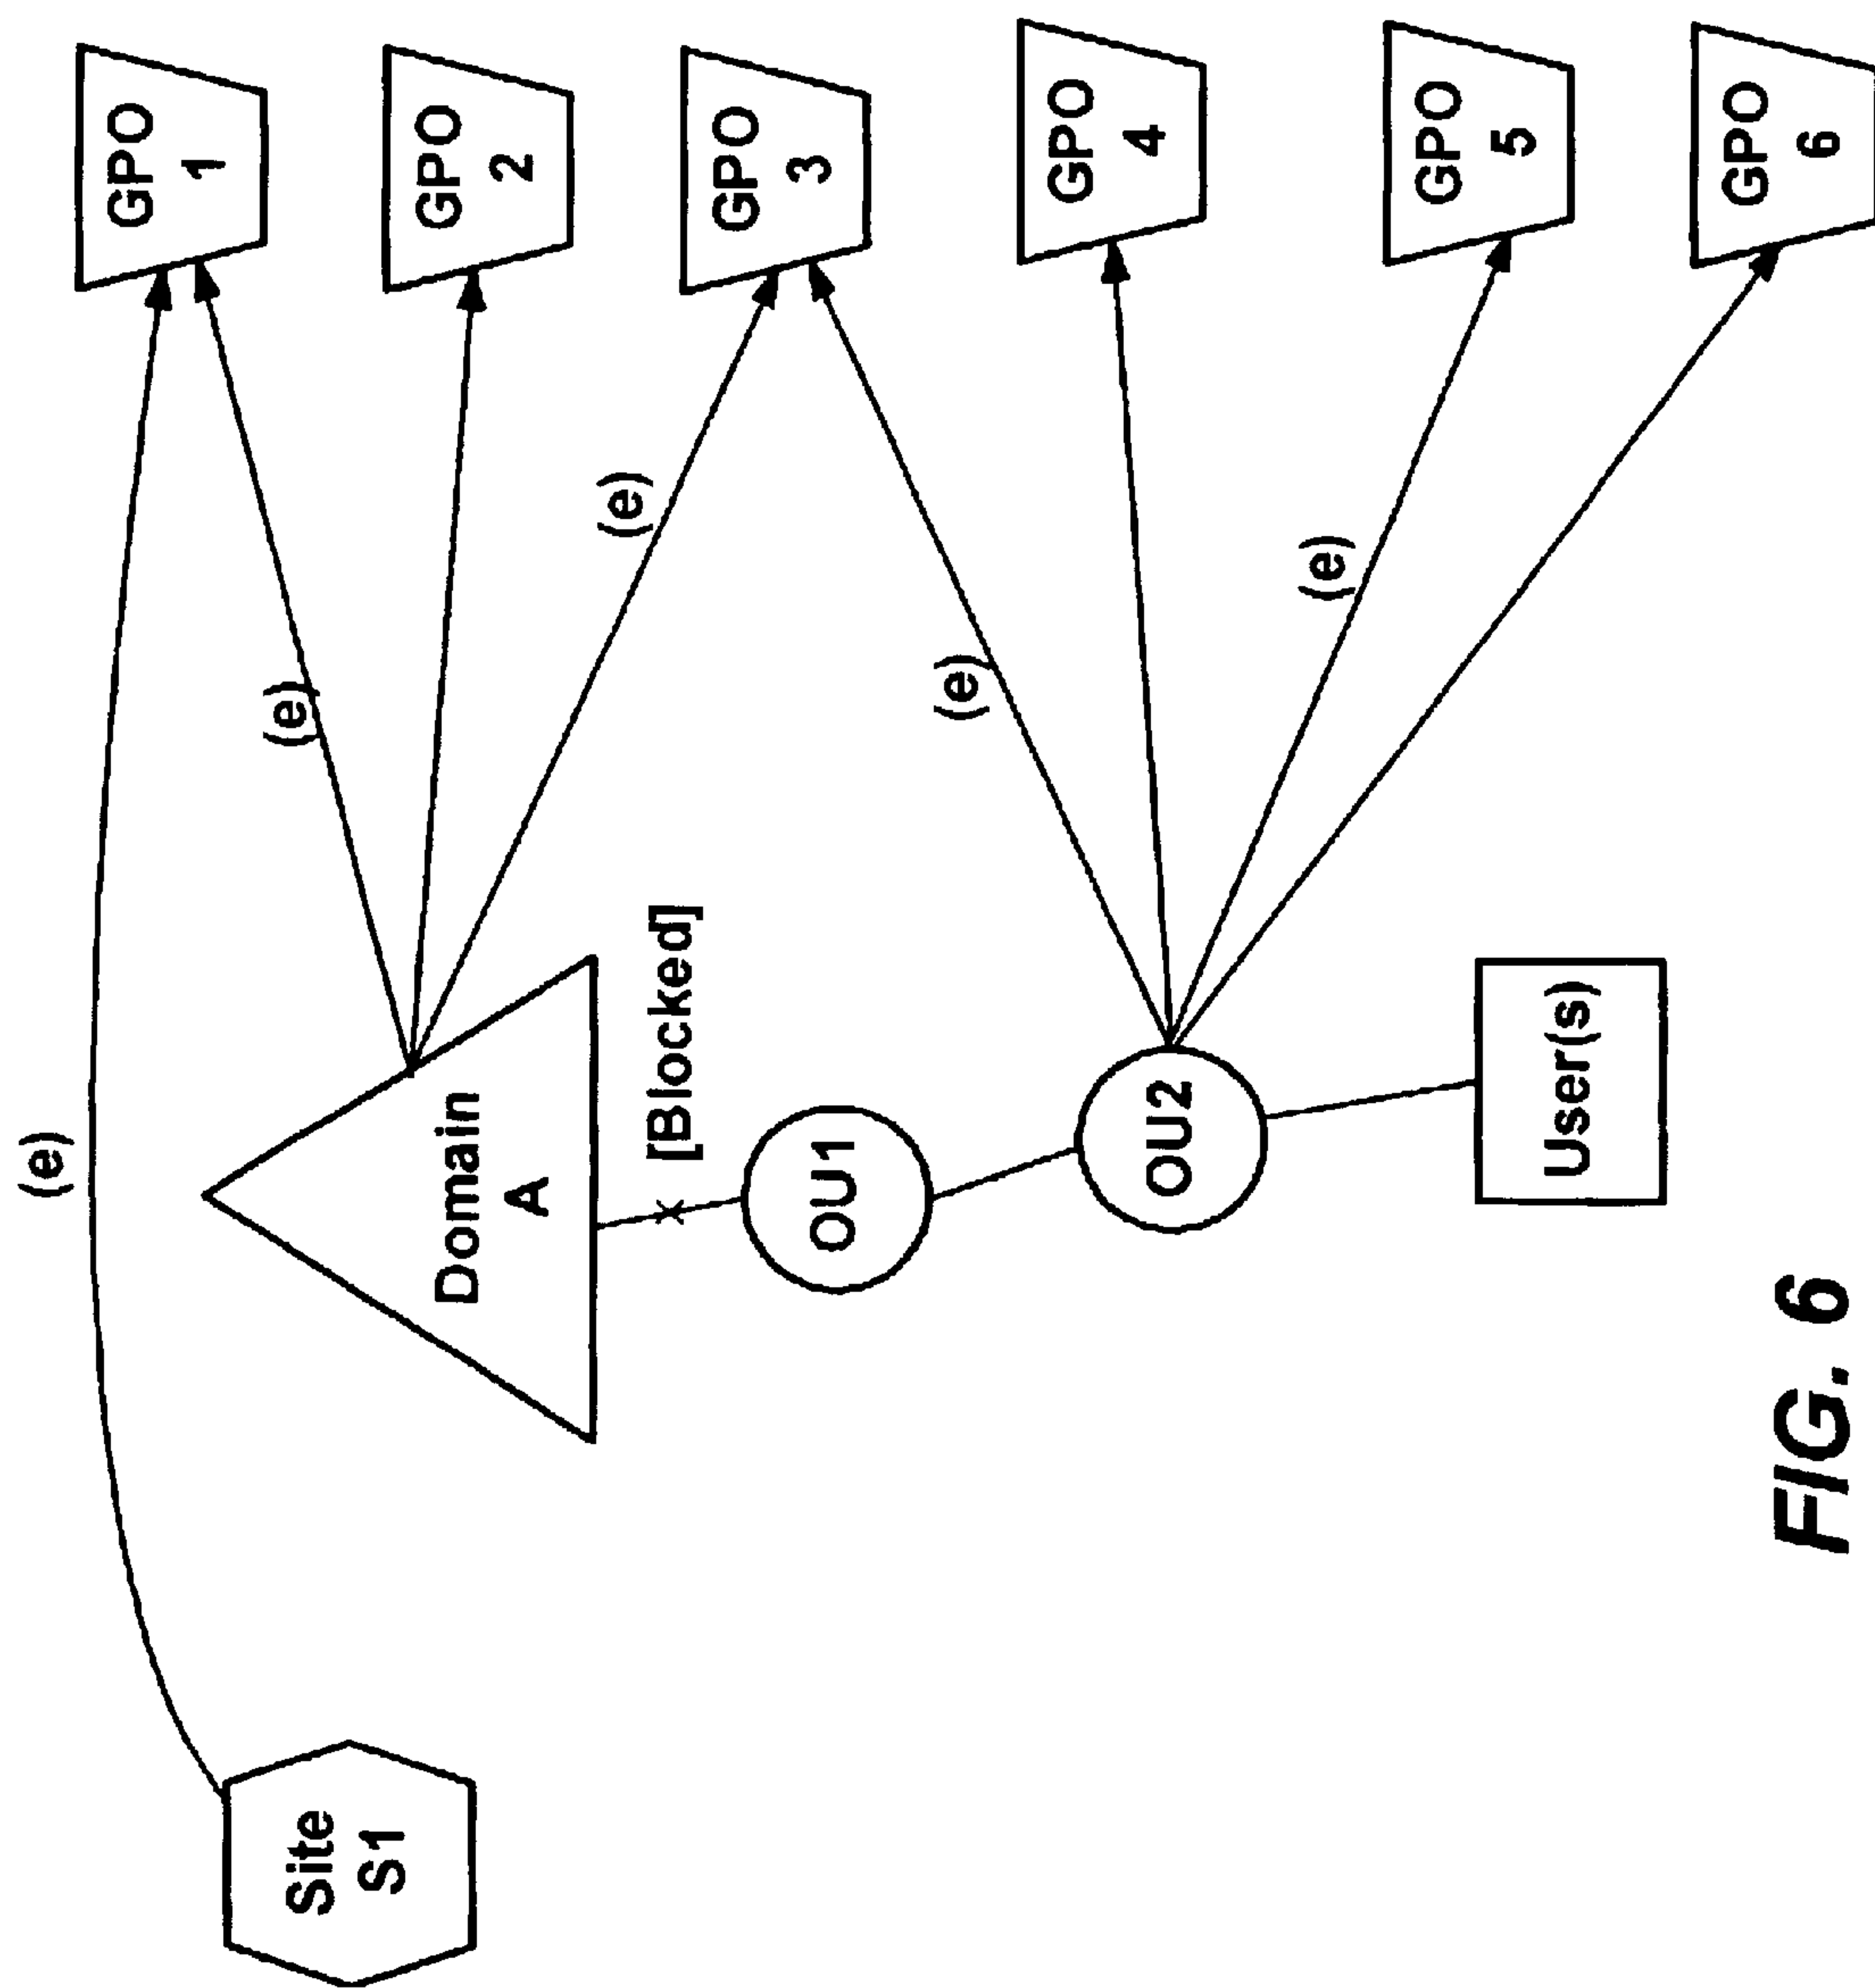 (e)
GPO
1
(e)
Site
S1
GPO
2
Domain
A
(e)
[Blocked]
GPO
3
OU1
(e)
GPO
4
OU2
(e)
GPO
5
User(s)
GPO
6
FIG. 6